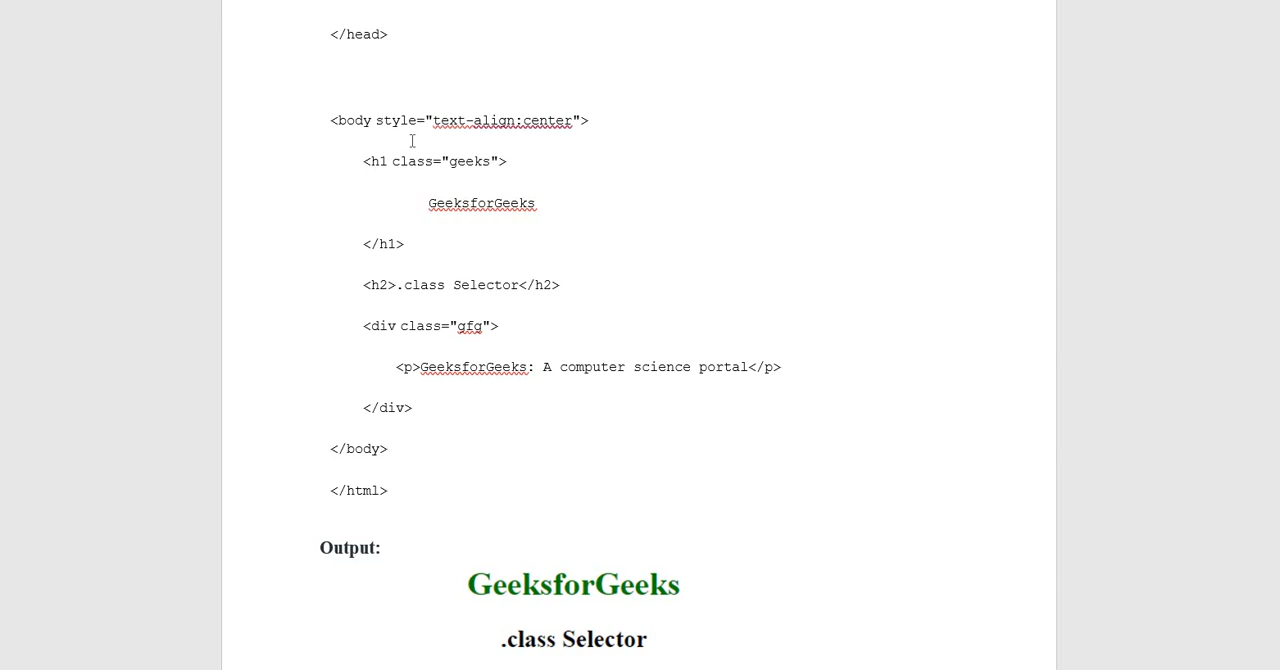 </head>
<body style="text-align:center">
<h1 class="geeks">
GeeksforGeeks
</h1>
<h2>.class Selector</h2>
<div class="gfg">
<p>GeeksforGeeks: A computer science portal</p>
</div>
</body>
</html>
Output:
GeeksforGeeks
.class Selector